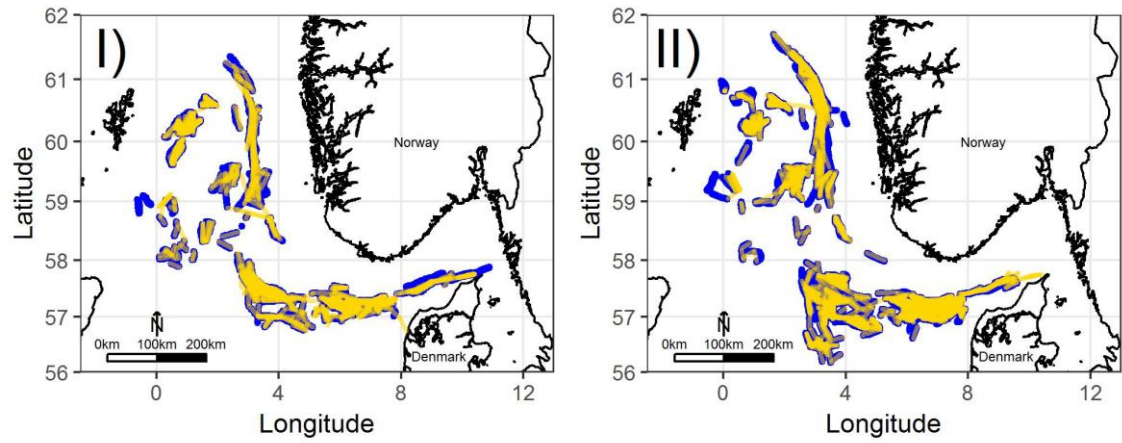 I)
62
61
60
59
58
57
56
Latitude
Norway
Denmark
N
0km 100km 200km
0 4 8 12
Longitude
II)
62
61
60
59
58
57
56
Latitude
Norway
Denmark
N
0km 100km 200km
0 4 8 12
Longitude